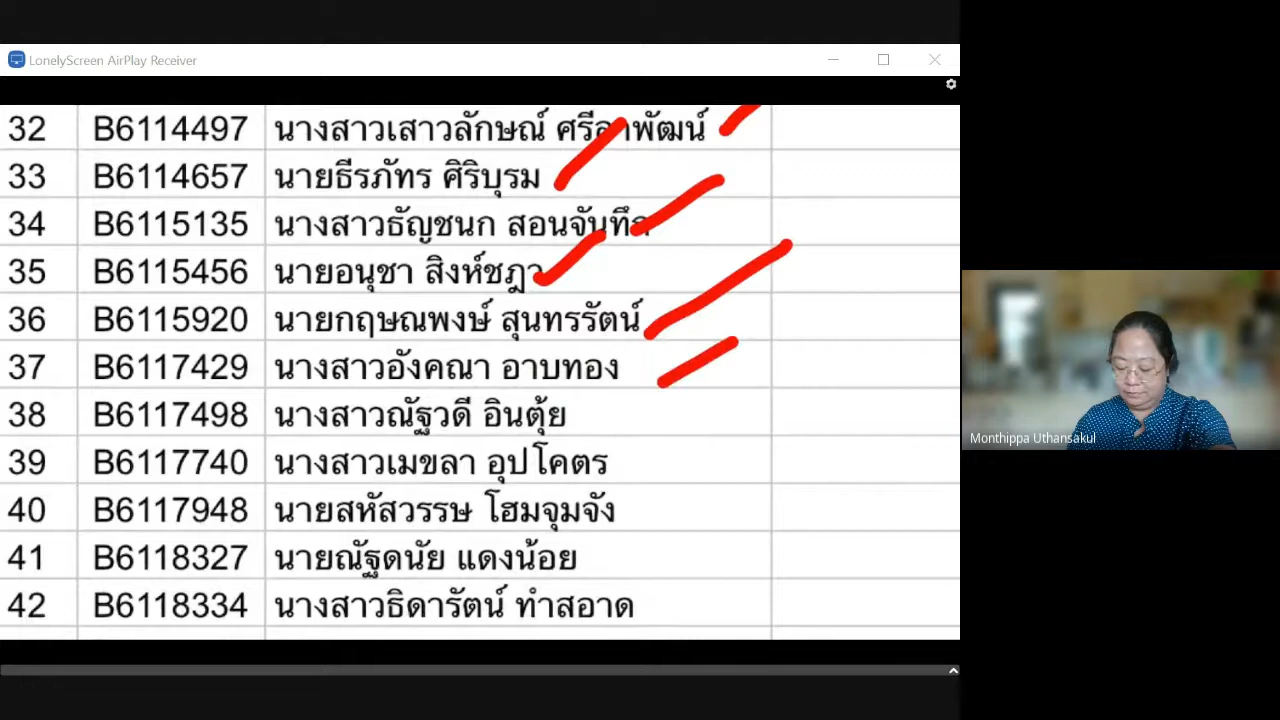 LonelyScreen AirPlay Receiver
32 B6114497 นางสาวเสาวลักษณ์
33 B6114657 นายธีรภัทร ศิริบุรม
34 B6115135 นางสาวธัญชนก
35 B6115456 นายอนุชา สิงห์ชฎา
36 B6115920 นายกฤษณพงษ์ สุนทรรัตน์
37 B6117429 นางสาวอังคณา อาบทอง
38 B6117498 นางสาวณัฐวดี อินตุ้ย
39 B6117740 นางสาวเมขลา อุปโคตร
40 B6117948 นายสหัสวรรษ โฮมจุมจัง
41 B6118327 นายณัฐดนัย แดงน้อย
42 B6118334 นางสาวธิดารัตน์ ทำสอาด
Monthippa Uthansakul